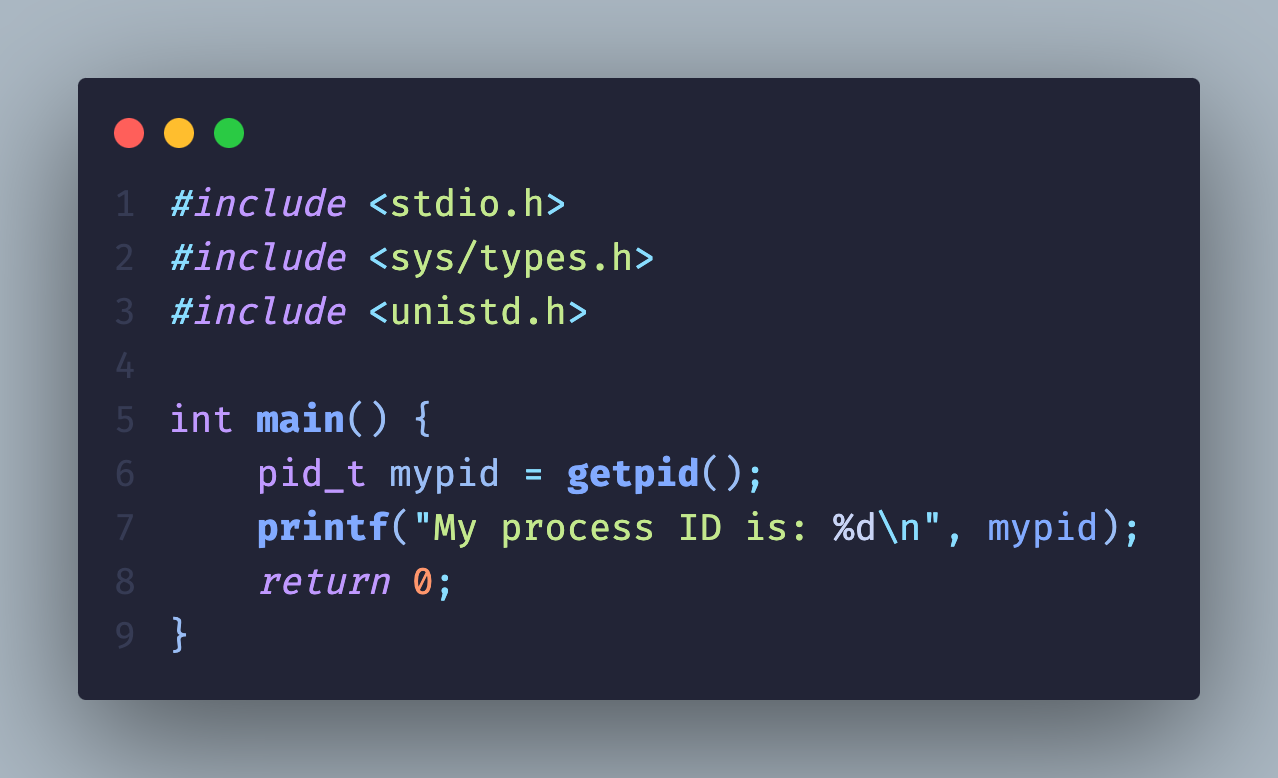 1 #include <stdio.h>
2 #include <sys/types.h>
3 #include <unistd.h>
4
5 int main() {
6     pid_t mypid = getpid();
7     printf("My process ID is: %d\n", mypid);
8     return 0;
9 }